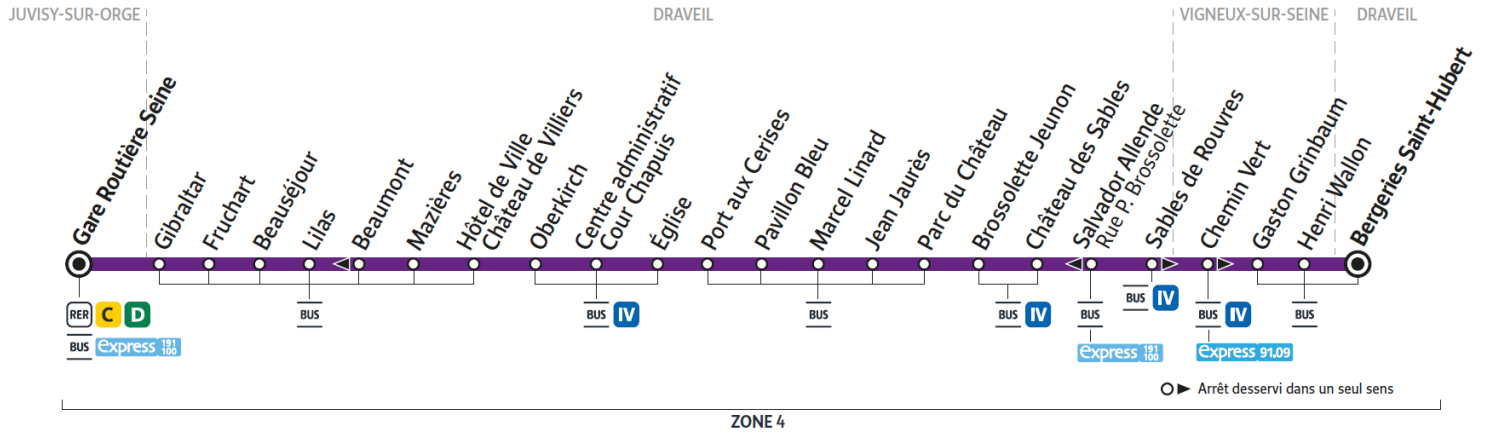 JUVISY-SUR-ORGE
DRAVEIL
VIGNEUX-SUR-SEINE
DRAVEIL
Gare Routière Seine
Gibraltar
Fruchart
Beauséjour
Lilas
Beaumont
Mazières
Hôtel de Ville
Château de Villiers
Oberkirch
Centre administratif
Cour Chapuis
Église
Port aux Cerises
Pavillon Bleu
Marcel Linard
Jean Jaurès
Parc du Château
Brossolette Jeunon
Château des Sables
Salvador Allende
Rue P. Brossolette
Sables de Rouvres
Chemin Vert
Gaston Grinbaum
Henri Wallon
Bergeries Saint-Hubert
RER C D
BUS express 191 100
BUS
BUS IV
BUS
BUS IV
BUS
express 191 100
BUS IV
BUS IV
express 91.09
BUS
Arrêt desservi dans un seul sens
ZONE 4